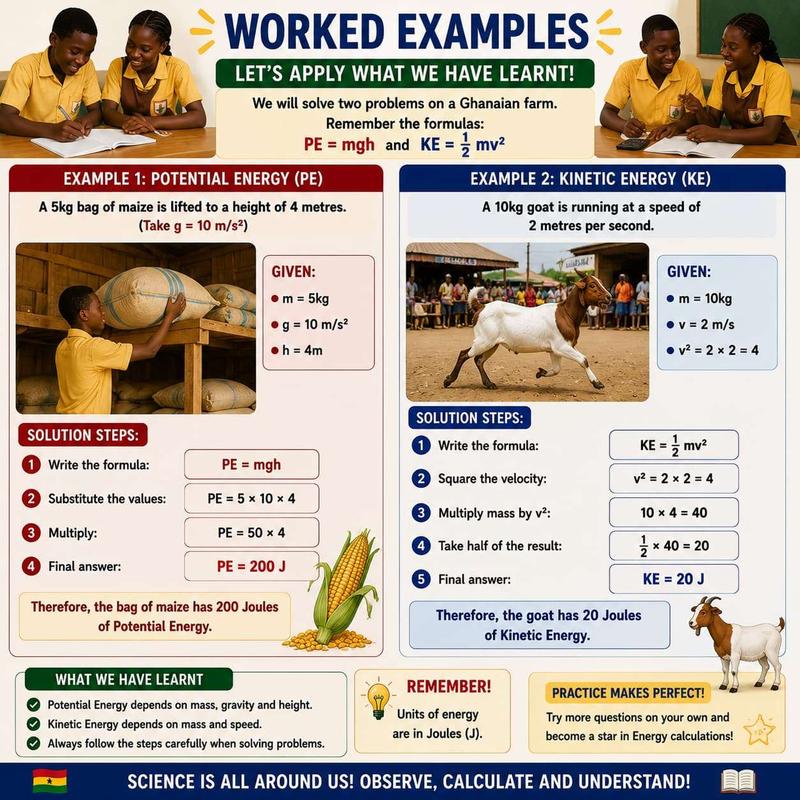 WORKED EXAMPLES
LET'S APPLY WHAT WE HAVE LEARNT!
We will solve two problems on a Ghanaian farm.
Remember the formulas:
PE = mgh and KE = 1/2 mv²
EXAMPLE 1: POTENTIAL ENERGY (PE)
A 5kg bag of maize is lifted to a height of 4 metres.
(Take g = 10 m/s²)
GIVEN:
m = 5kg
g = 10 m/s²
h = 4m
SOLUTION STEPS:
1 Write the formula: PE = mgh
2 Substitute the values: PE = 5 × 10 × 4
3 Multiply: PE = 50 × 4
4 Final answer: PE = 200 J
Therefore, the bag of maize has 200 Joules
of Potential Energy.
EXAMPLE 2: KINETIC ENERGY (KE)
A 10kg goat is running at a speed of
2 metres per second.
GIVEN:
m = 10kg
v = 2 m/s
v² = 2 × 2 = 4
SOLUTION STEPS:
1 Write the formula: KE = 1/2 mv²
2 Square the velocity: v² = 2 × 2 = 4
3 Multiply mass by v²: 10 × 4 = 40
4 Take half of the result: 1/2 × 40 = 20
5 Final answer: KE = 20 J
Therefore, the goat has 20 Joules
of Kinetic Energy.
WHAT WE HAVE LEARNT
Potential Energy depends on mass, gravity and height.
Kinetic Energy depends on mass and speed.
Always follow the steps carefully when solving problems.
REMEMBER!
Units of energy
are in Joules (J).
PRACTICE MAKES PERFECT!
Try more questions on your own and
become a star in Energy calculations!
SCIENCE IS ALL AROUND US! OBSERVE, CALCULATE AND UNDERSTAND!